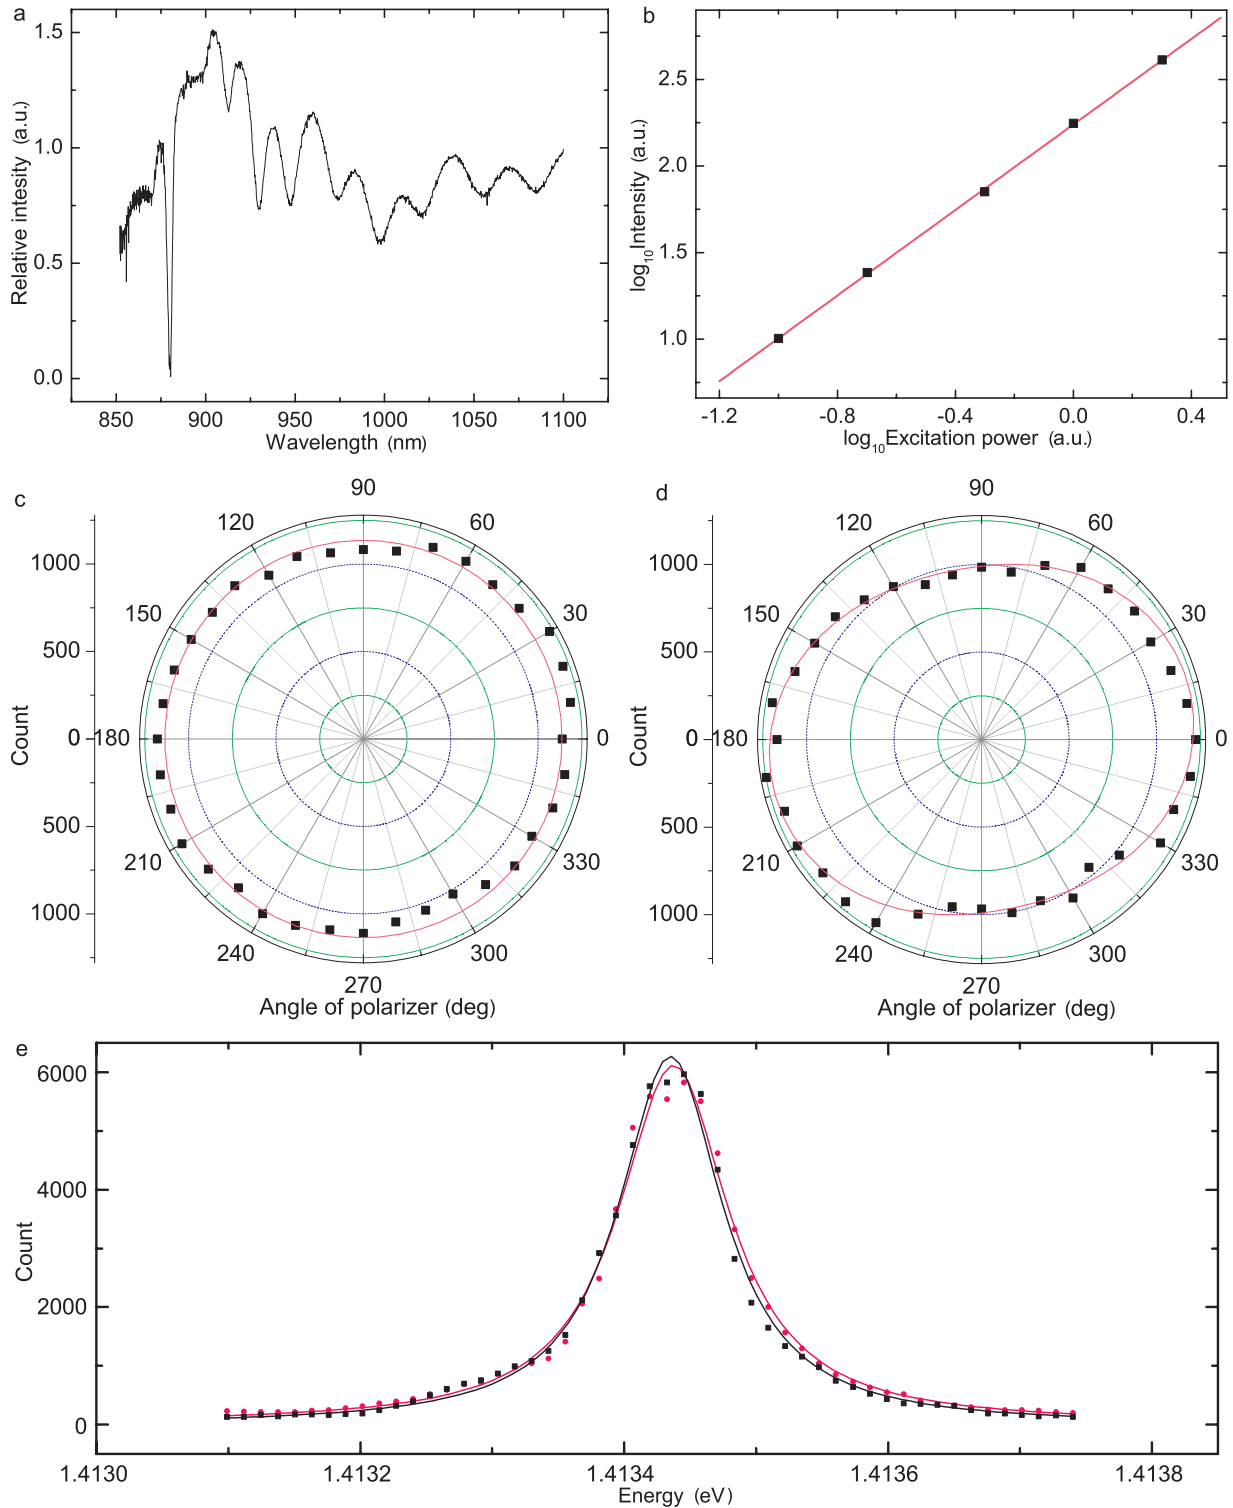 a
1.5
1.0
0.5
0.0
Relative intesity (a.u.)
850 900 950 1000 1050 1100
Wavelength (nm)
b
2.5
2.0
1.5
1.0
log10Intensity (a.u.)
-1.2 -0.8 -0.4 0.0 0.4
log10Excitation power (a.u.)
c
90
120 60
150 30
180 0
210 330
240 300
270
1000
500
0
500
1000
Count
Angle of polarizer (deg)
d
90
120 60
150 30
180 0
210 330
240 300
270
1000
500
0
500
1000
Count
Angle of polarizer (deg)
e
6000
4000
2000
0
Count
1.4130 1.4132 1.4134 1.4136 1.4138
Energy (eV)